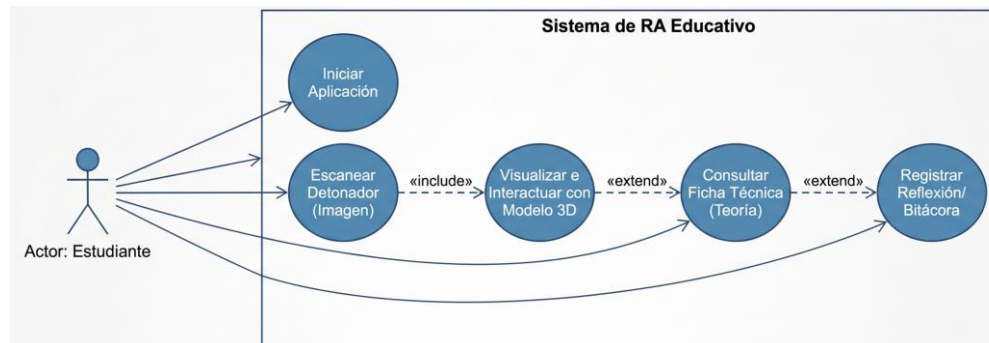 Sistema de RA Educativo
Iniciar
Aplicación
Escanear
Detonador
(Imagen)
«include»
Visualizar e
Interactuar con
Modelo 3D
«extend»
Consultar
Ficha Técnica
(Teoría)
«extend»
Registrar
Reflexión/
Bitácora
Actor: Estudiante